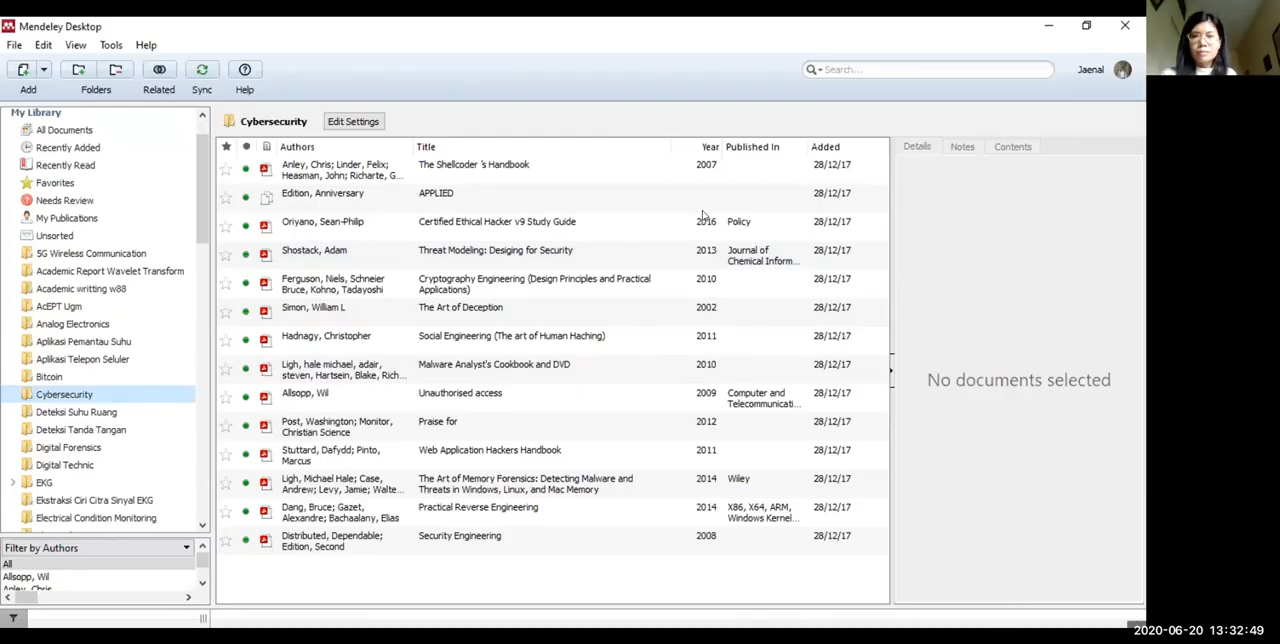 Mendeley Desktop
File Edit View Tools Help
Search...
Jaenal
Add Folders Related Sync Help
My Library
All Documents
Recently Added
Recently Read
Favorites
Needs Review
My Publications
Unsorted
5G Wireless Communication
Academic Report Wavelet Transform
Academic writting w88
AcEPT Ugm
Analog Electronics
Aplikasi Pemantau Suhu
Aplikasi Telepon Seluler
Bitcoin
Cybersecurity
Deteksi Suhu Ruang
Deteksi Tanda Tangan
Digital Forensics
Digital Technic
EKG
Ekstraksi Ciri Citra Sinyal EKG
Electrical Condition Monitoring
Filter by Authors
All
Allsopp, Wil
Anley, Chris
Cybersecurity Edit Settings
Authors Title Year Published In Added
Anley, Chris; Linder, Felix; The Shellcoder 's Handbook 2007 28/12/17
Heasman, John; Richarte, G...
Edition, Anniversary APPLIED 28/12/17
Oriyano, Sean-Philip Certified Ethical Hacker v9 Study Guide 2016 Policy 28/12/17
Shostack, Adam Threat Modeling: Desiging for Security 2013 Journal of 28/12/17
Chemical Inform...
Ferguson, Niels, Schneier Cryptography Engineering (Design Principles and Practical 2010 28/12/17
Bruce, Kohno, Tadayoshi Applications)
Simon, William L The Art of Deception 2002 28/12/17
Hadnagy, Christopher Social Engineering (The art of Human Haching) 2011 28/12/17
Ligh, hale michael, adair, Malware Analyst's Cookbook and DVD 2010 28/12/17
steven, Hartsein, Blake, Rich...
Allsopp, Wil Unauthorised access 2009 Computer and 28/12/17
Telecommunicati...
Post, Washington; Monitor, Praise for 2012 28/12/17
Christian Science
Stuttard, Dafydd; Pinto, Web Application Hackers Handbook 2011 28/12/17
Marcus
Ligh, Michael Hale; Case, The Art of Memory Forensics: Detecting Malware and 2014 Wiley 28/12/17
Andrew; Levy, Jamie; Walte... Threats in Windows, Linux, and Mac Memory
Dang, Bruce; Gazet, Practical Reverse Engineering 2014 X86, X64, ARM, 28/12/17
Alexandre; Bachaalany, Elias Windows Kernel...
Distributed, Dependable; Security Engineering 2008 28/12/17
Edition, Second
Details Notes Contents
No documents selected
2020-06-20 13:32:49